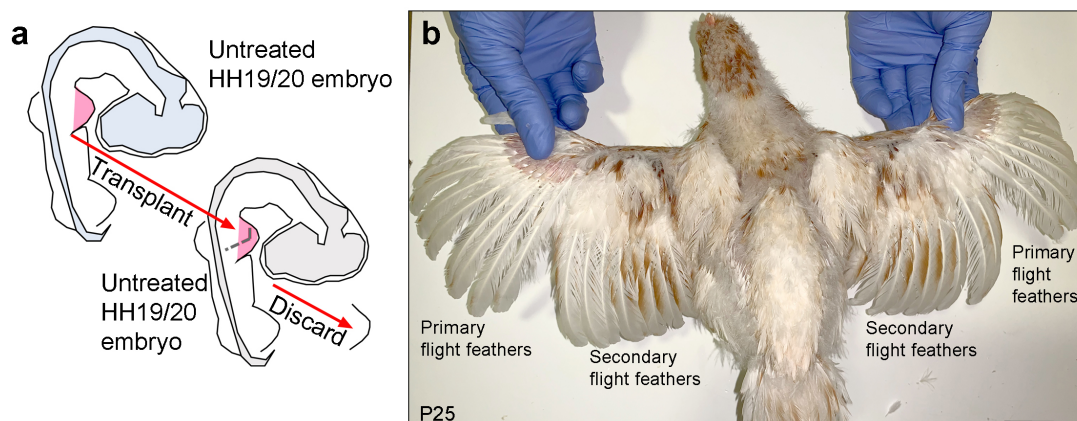 a
Untreated
HH19/20 embryo
Transplant
Untreated
HH19/20
embryo
Discard
b
Primary
flight feathers
Secondary
flight feathers
Secondary
flight feathers
Primary
flight
feathers
P25